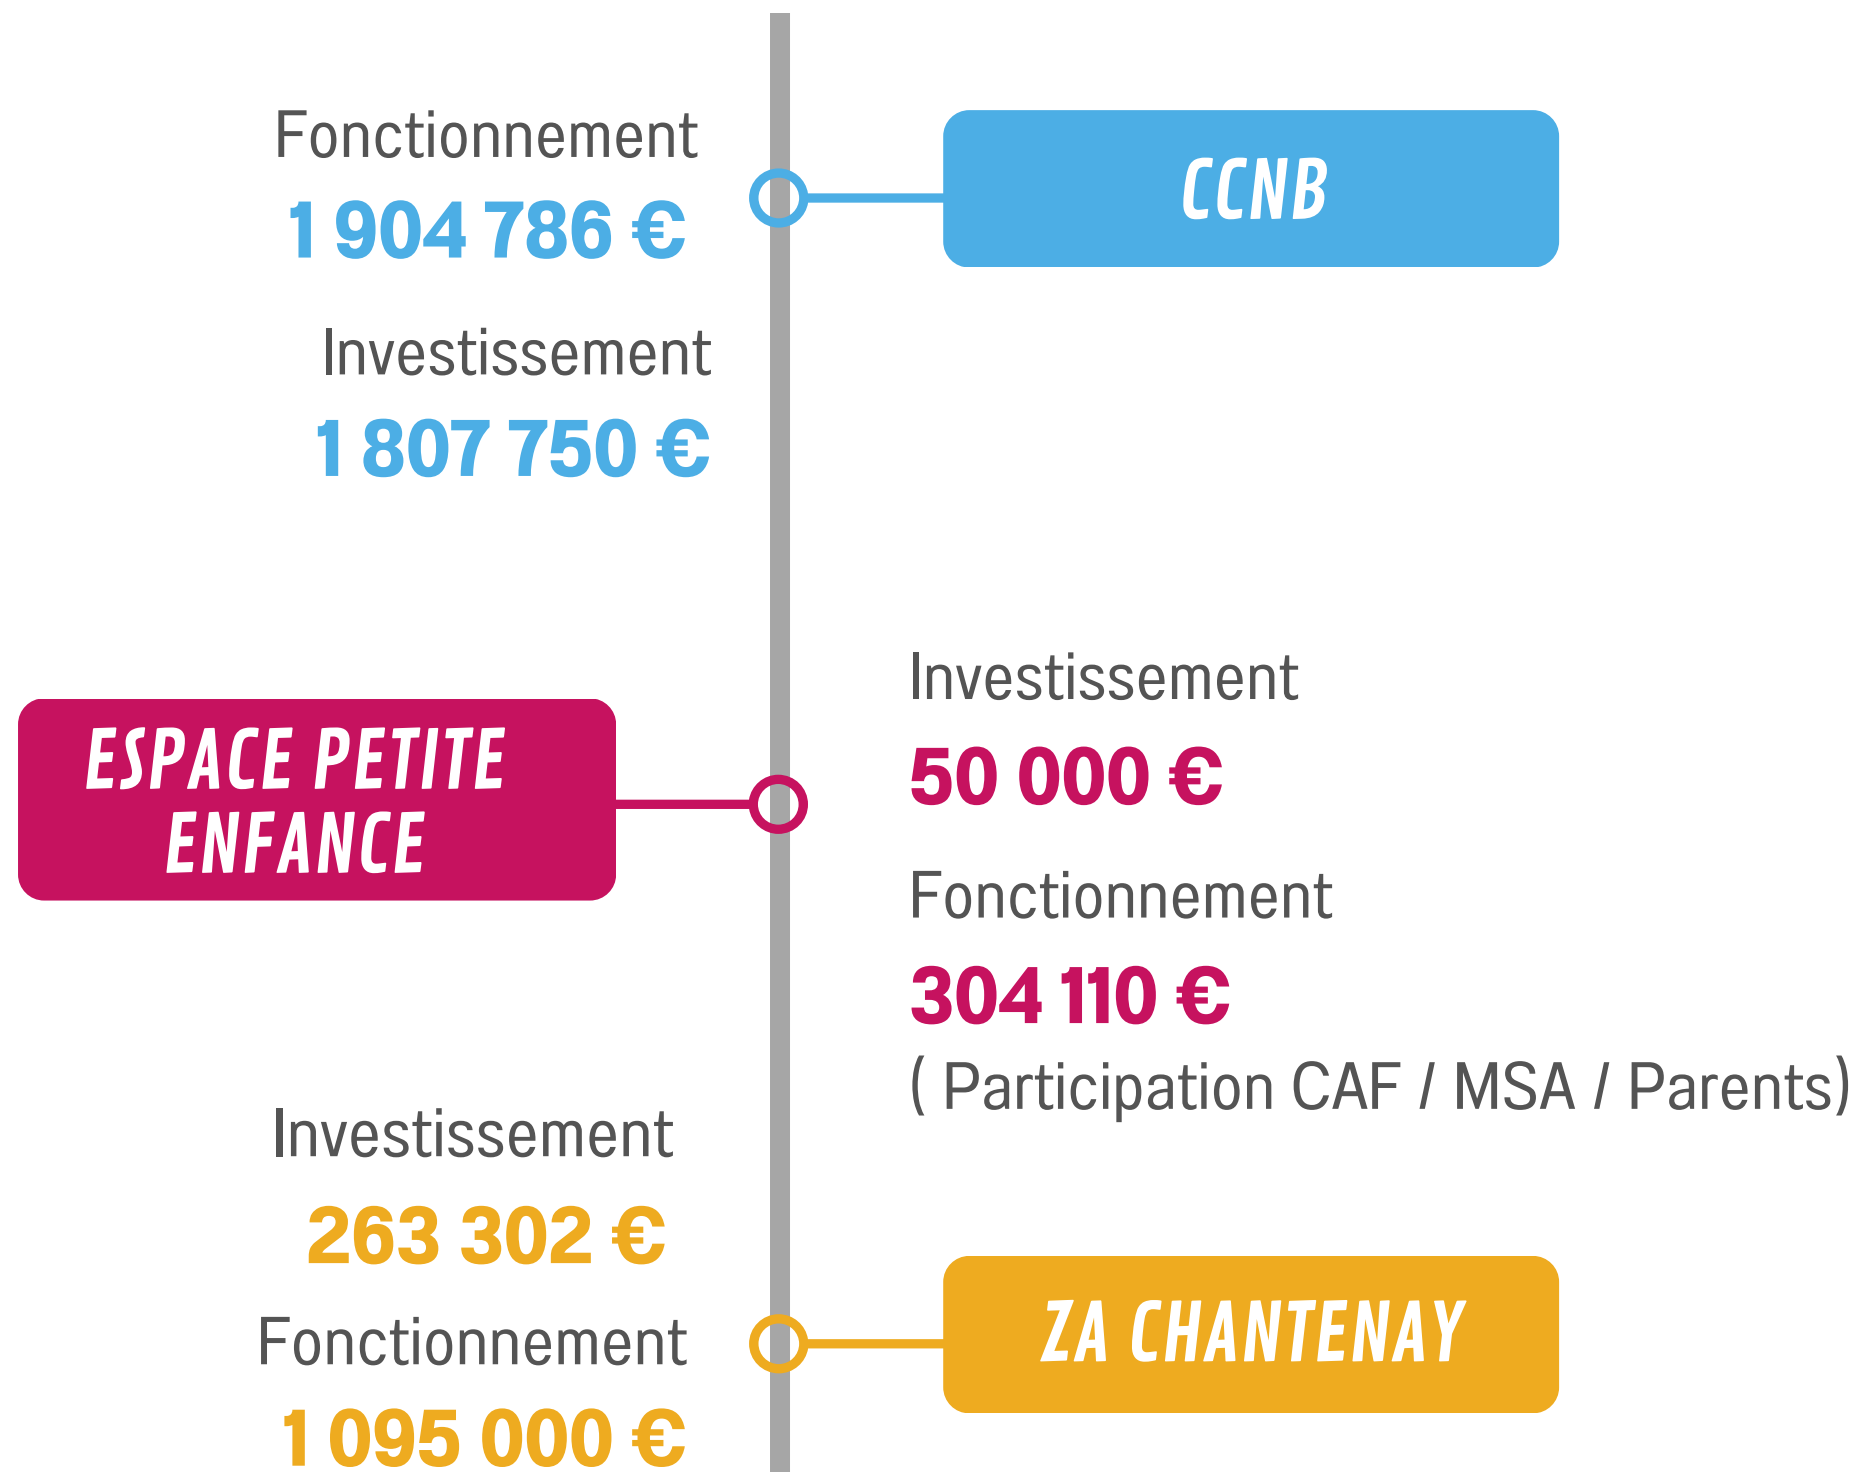 Fonctionnement
1 904 786 €
CCNB
Investissement
1 807 750 €
ESPACE PETITE
ENFANCE
Investissement
50 000 €
Fonctionnement
304 110 €
( Participation CAF / MSA / Parents)
Investissement
263 302 €
Fonctionnement
1 095 000 €
ZA CHANTENAY